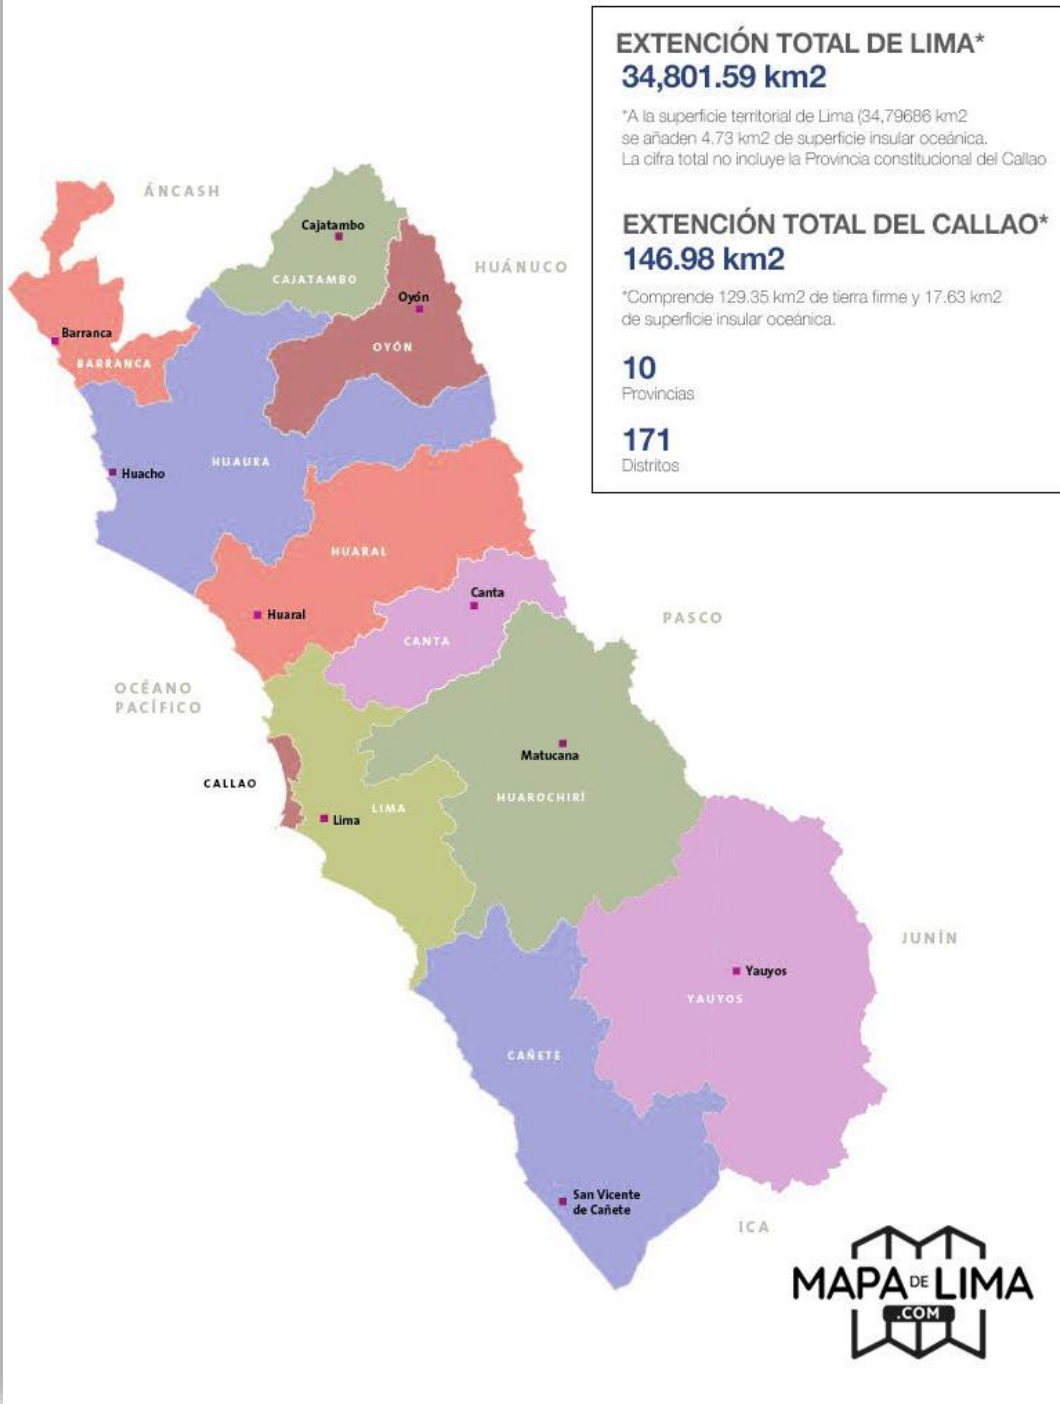 EXTENCIÓN TOTAL DE LIMA*
34,801.59 km2
*A la superficie territorial de Lima (34,79686 km2
se añaden 4.73 km2 de superficie insular oceánica.
La cifra total no incluye la Provincia constitucional del Callao
EXTENCIÓN TOTAL DEL CALLAO*
146.98 km2
*Comprende 129.35 km2 de tierra firme y 17.63 km2
de superficie insular oceánica.
10
Provincias
171
Distritos
ÁNCASH
Cajatambo
CAJATAMBO
HUÁNUCO
Oyón
Barranca
OYÓN
BARRANCA
HUAURA
Huacho
HUARAL
Canta
Huaral
PASCO
CANTA
OCÉANO
PACÍFICO
Matucana
CALLAO
HUAROCHIRÍ
LIMA
Lima
JUNÍN
Yauyos
YAUYOS
CAÑETE
San Vicente
de Cañete
ICA
MAPA DE LIMA
.COM